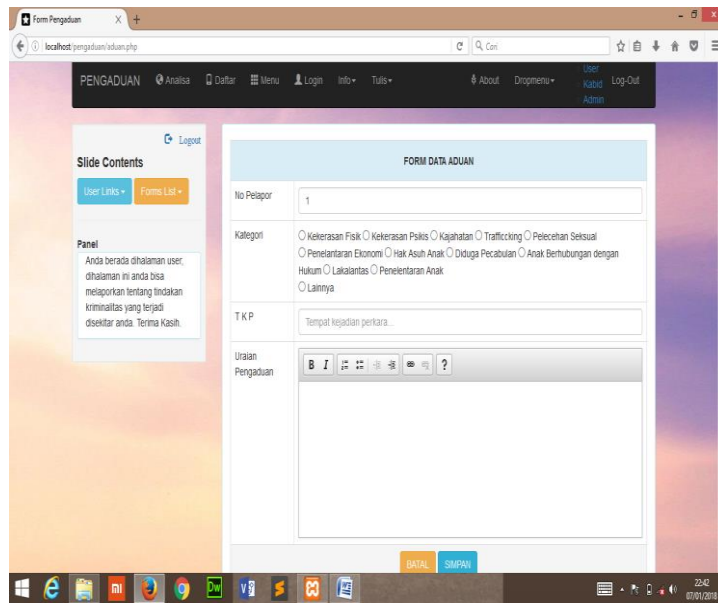 Form Pengaduan
localhost/pengaduan/aduan.php
Cari
PENGADUAN Analisa Daftar Menu Login Info Tulis About Dropmenu User Log-Out
Kabid
Admin
Logout
Slide Contents
User Links Forms List
Panel
Anda berada dihalaman user,
dihalaman ini anda bisa
melaporkan tentang tindakan
kriminalitas yang terjadi
disekitar anda. Terima Kasih.
FORM DATA ADUAN
No Pelapor 1
Kategori Kekerasan Fisik Kekerasan Psikis Kajahatan Trafficcking Pelecehan Seksual
Penelantaran Ekonomi Hak Asuh Anak Diduga Pecabulan Anak Berhubungan dengan
Hukum Lakalantas Penelentaran Anak
Lainnya
T K P Tempat kejadian perkara...
Uraian
Pengaduan
B I ?
BATAL SIMPAN
mi Dw
22:42
07/01/2018